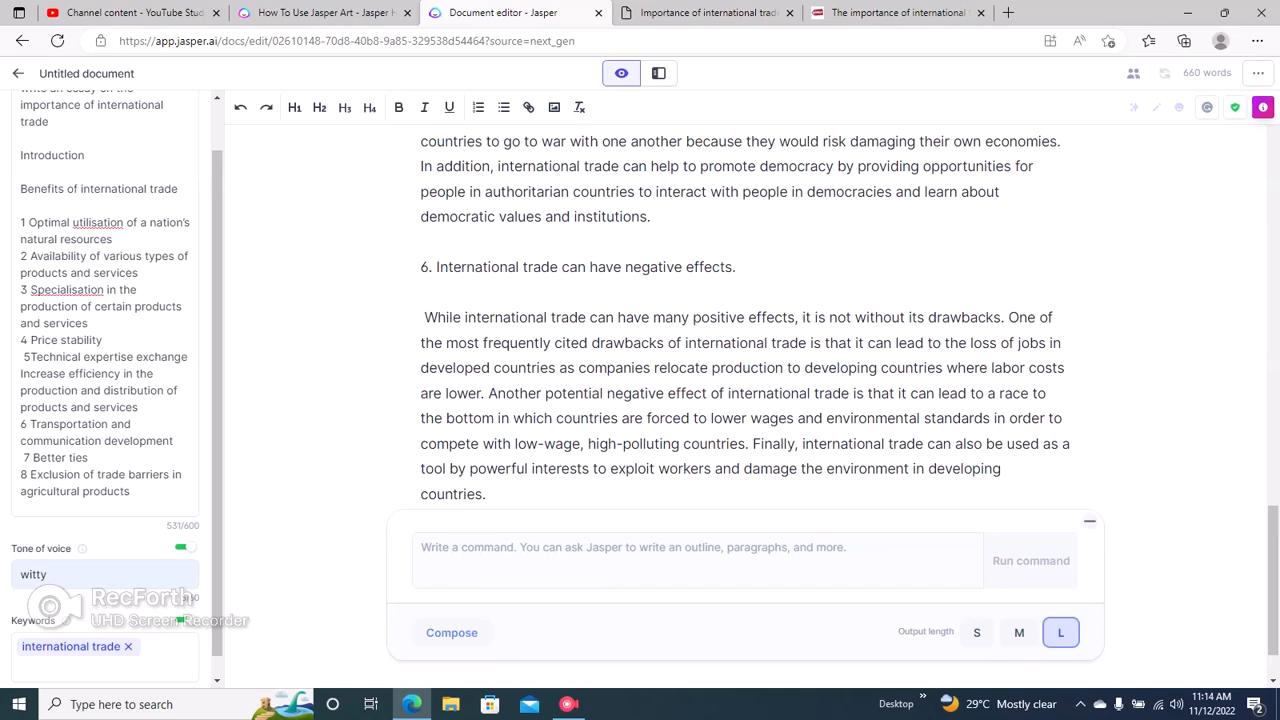 Channel content - YouTube Stud
How To Use Jasper Art - Jasper H
Editing Doc - Jasper
Importance of international trade
The importance of international
https://app.jasper.ai/docs/edit/02610148-70d8-40b8-9a85-329538d54464?source=next_gen
Untitled document
660 words
write an essay on the
importance of international
trade
Introduction
Benefits of international trade
1 Optimal utilisation of a nation's
natural resources
2 Availability of various types of
products and services
3 Specialisation in the
production of certain products
and services
4 Price stability
5Technical expertise exchange
Increase efficiency in the
production and distribution of
products and services
6 Transportation and
communication development
7 Better ties
8 Exclusion of trade barriers in
agricultural products
531/600
Tone of voice
witty
RecForth
UHD Screen Recorder
Keywords
international trade ×
H1 H2 H3 H4 B I U
countries to go to war with one another because they would risk damaging their own economies.
In addition, international trade can help to promote democracy by providing opportunities for
people in authoritarian countries to interact with people in democracies and learn about
democratic values and institutions.
6. International trade can have negative effects.
While international trade can have many positive effects, it is not without its drawbacks. One of
the most frequently cited drawbacks of international trade is that it can lead to the loss of jobs in
developed countries as companies relocate production to developing countries where labor costs
are lower. Another potential negative effect of international trade is that it can lead to a race to
the bottom in which countries are forced to lower wages and environmental standards in order to
compete with low-wage, high-polluting countries. Finally, international trade can also be used as a
tool by powerful interests to exploit workers and damage the environment in developing
countries.
Write a command. You can ask Jasper to write an outline, paragraphs, and more.
Run command
Compose
Output length
S
M
L
Type here to search
Desktop
29°C Mostly clear
11:14 AM
11/12/2022
2